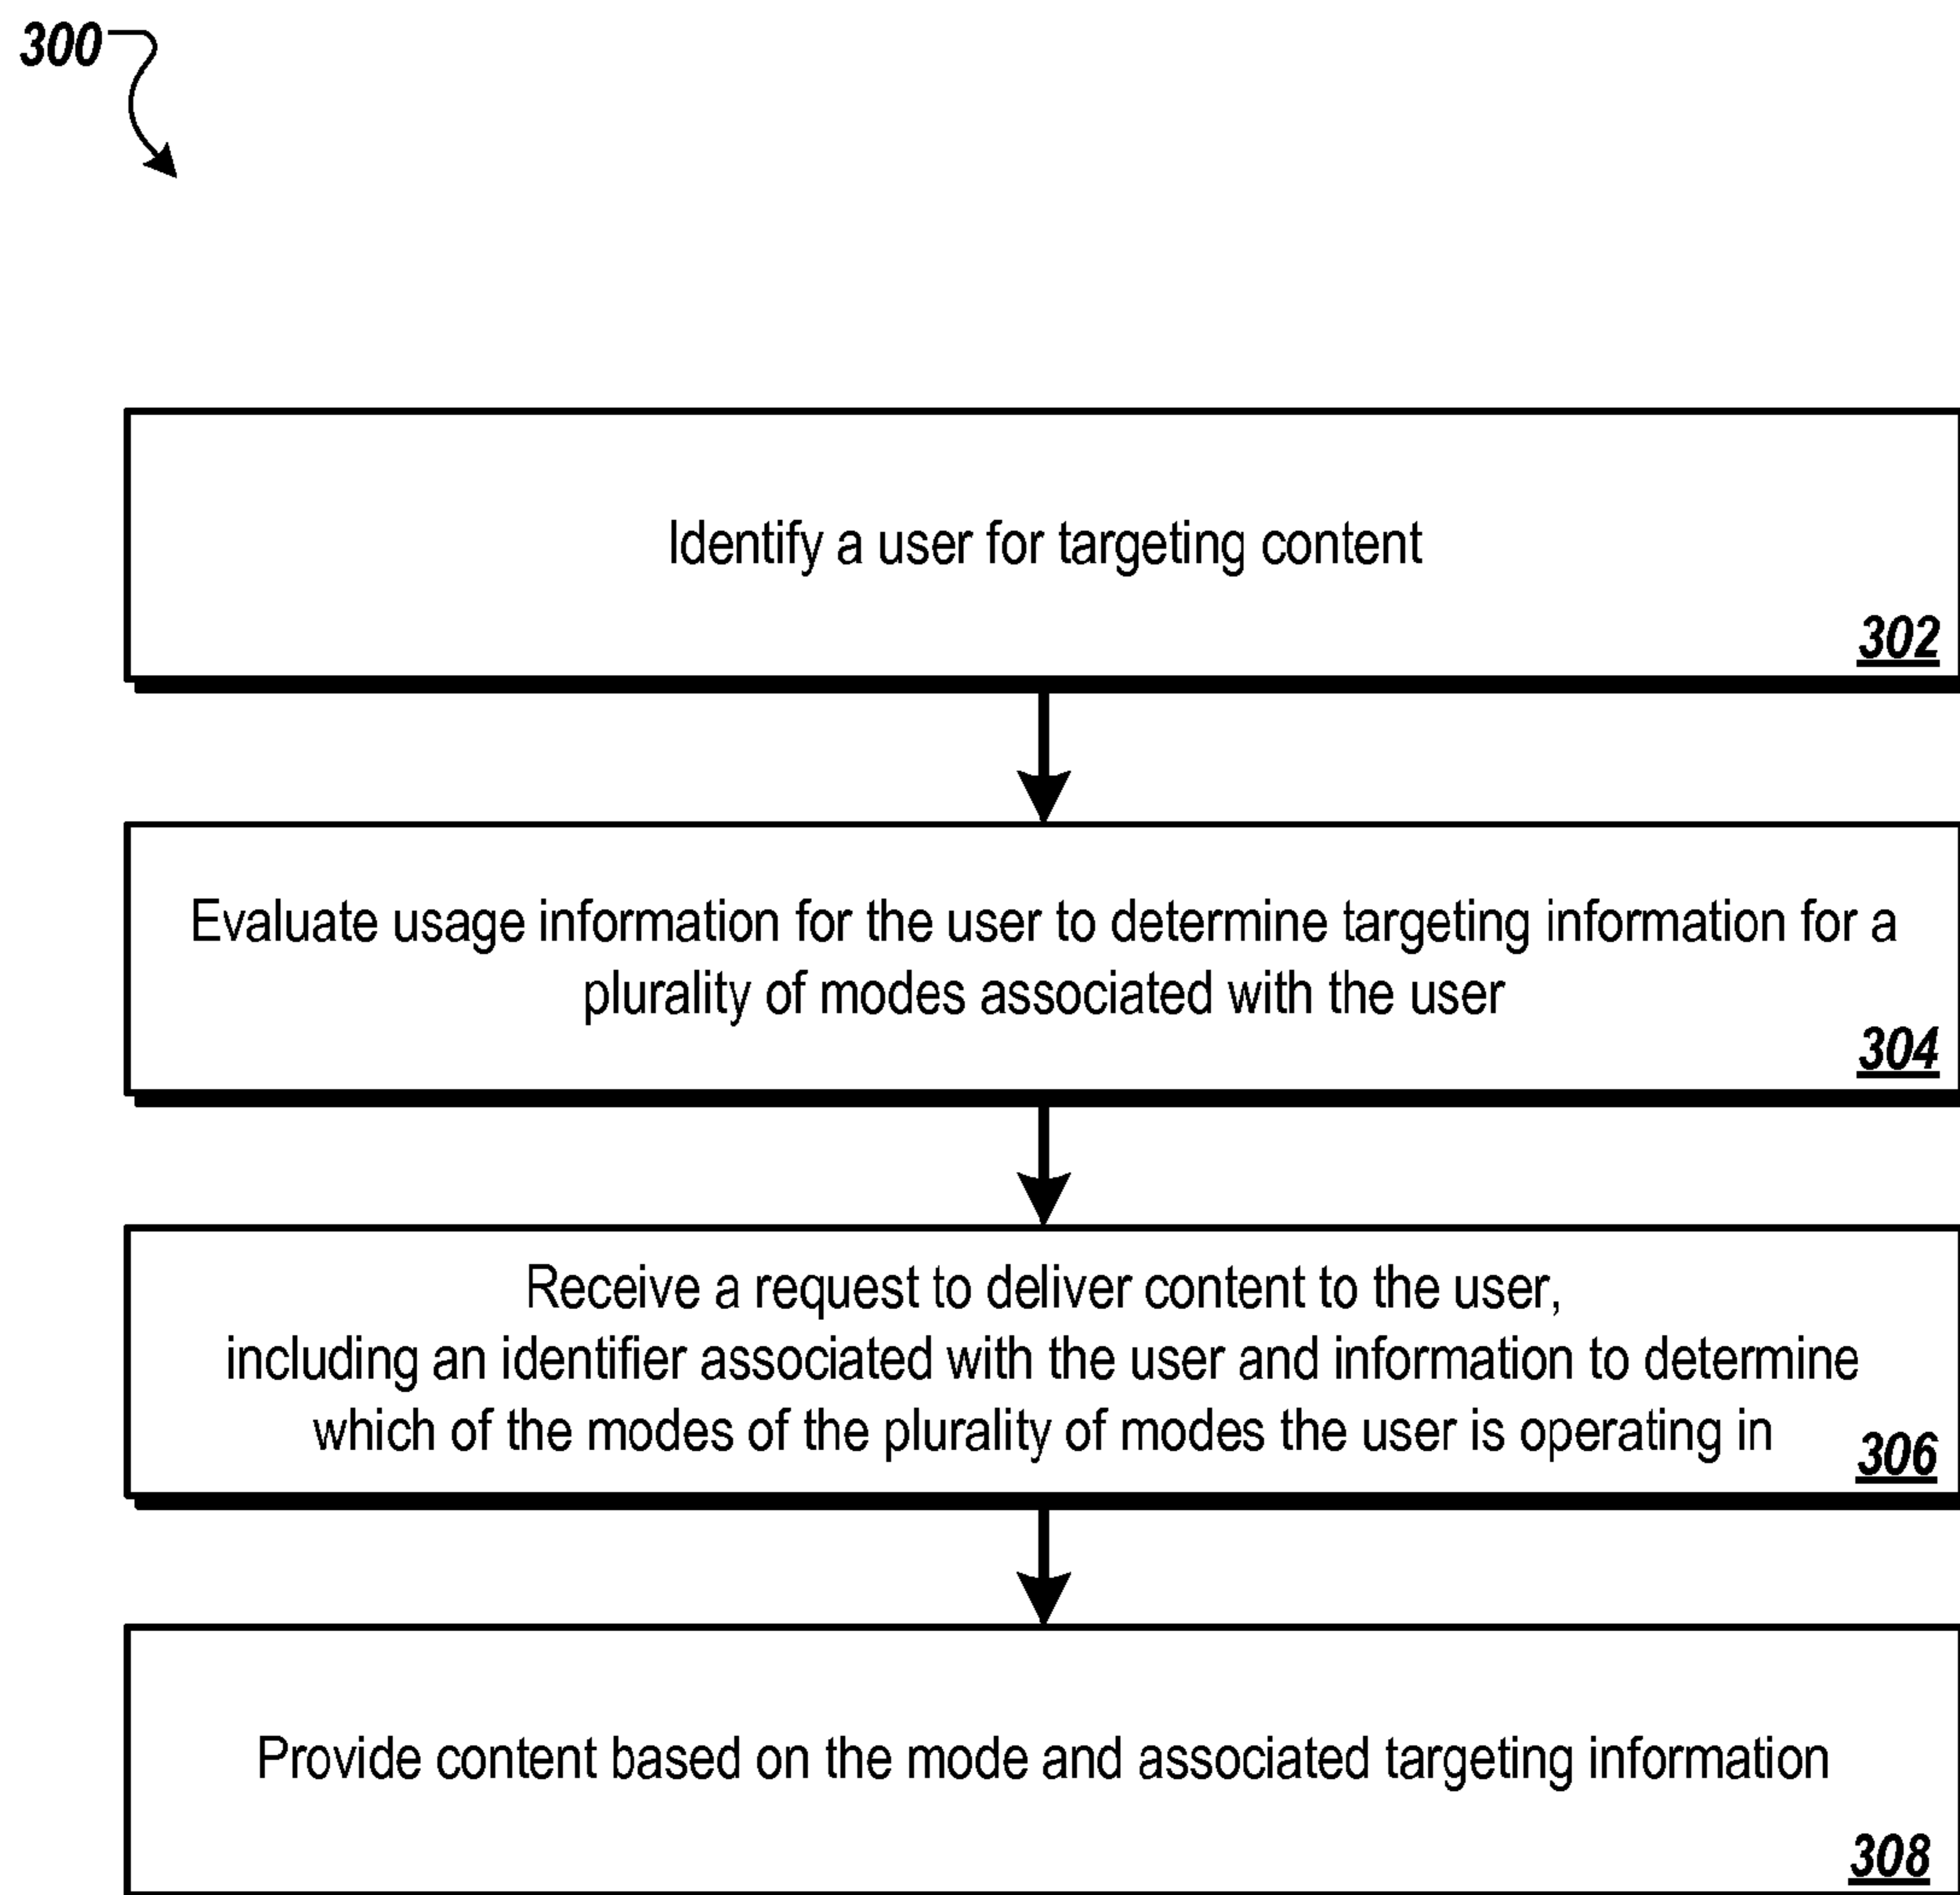 300
Identify a user for targeting content
302
Evaluate usage information for the user to determine targeting information for a
plurality of modes associated with the user
304
Receive a request to deliver content to the user,
including an identifier associated with the user and information to determine
which of the modes of the plurality of modes the user is operating in
306
Provide content based on the mode and associated targeting information
308